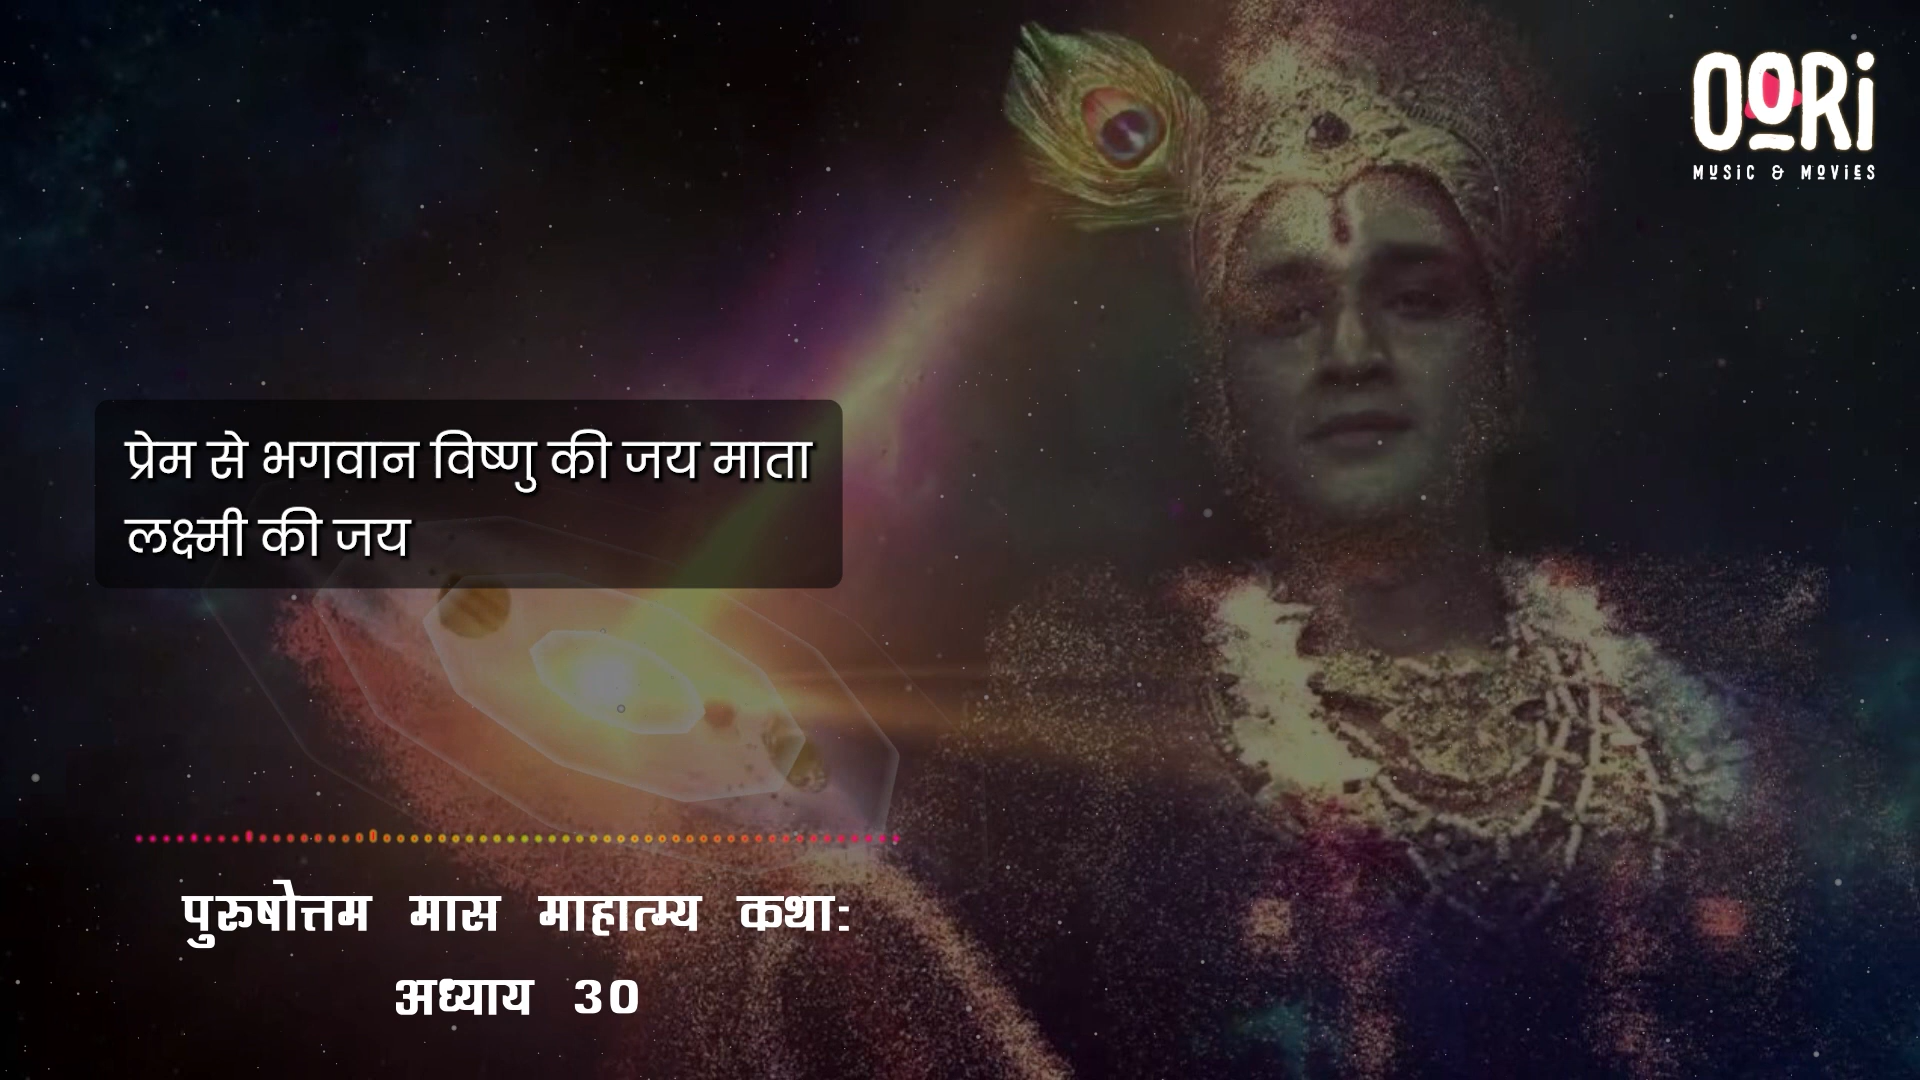 OORi
MUSIC & MOViES
प्रेम से भगवान विष्णु की जय माता
लक्ष्मी की जय
पुरुषोत्तम मास माहात्म्य कथाः
अध्याय 30